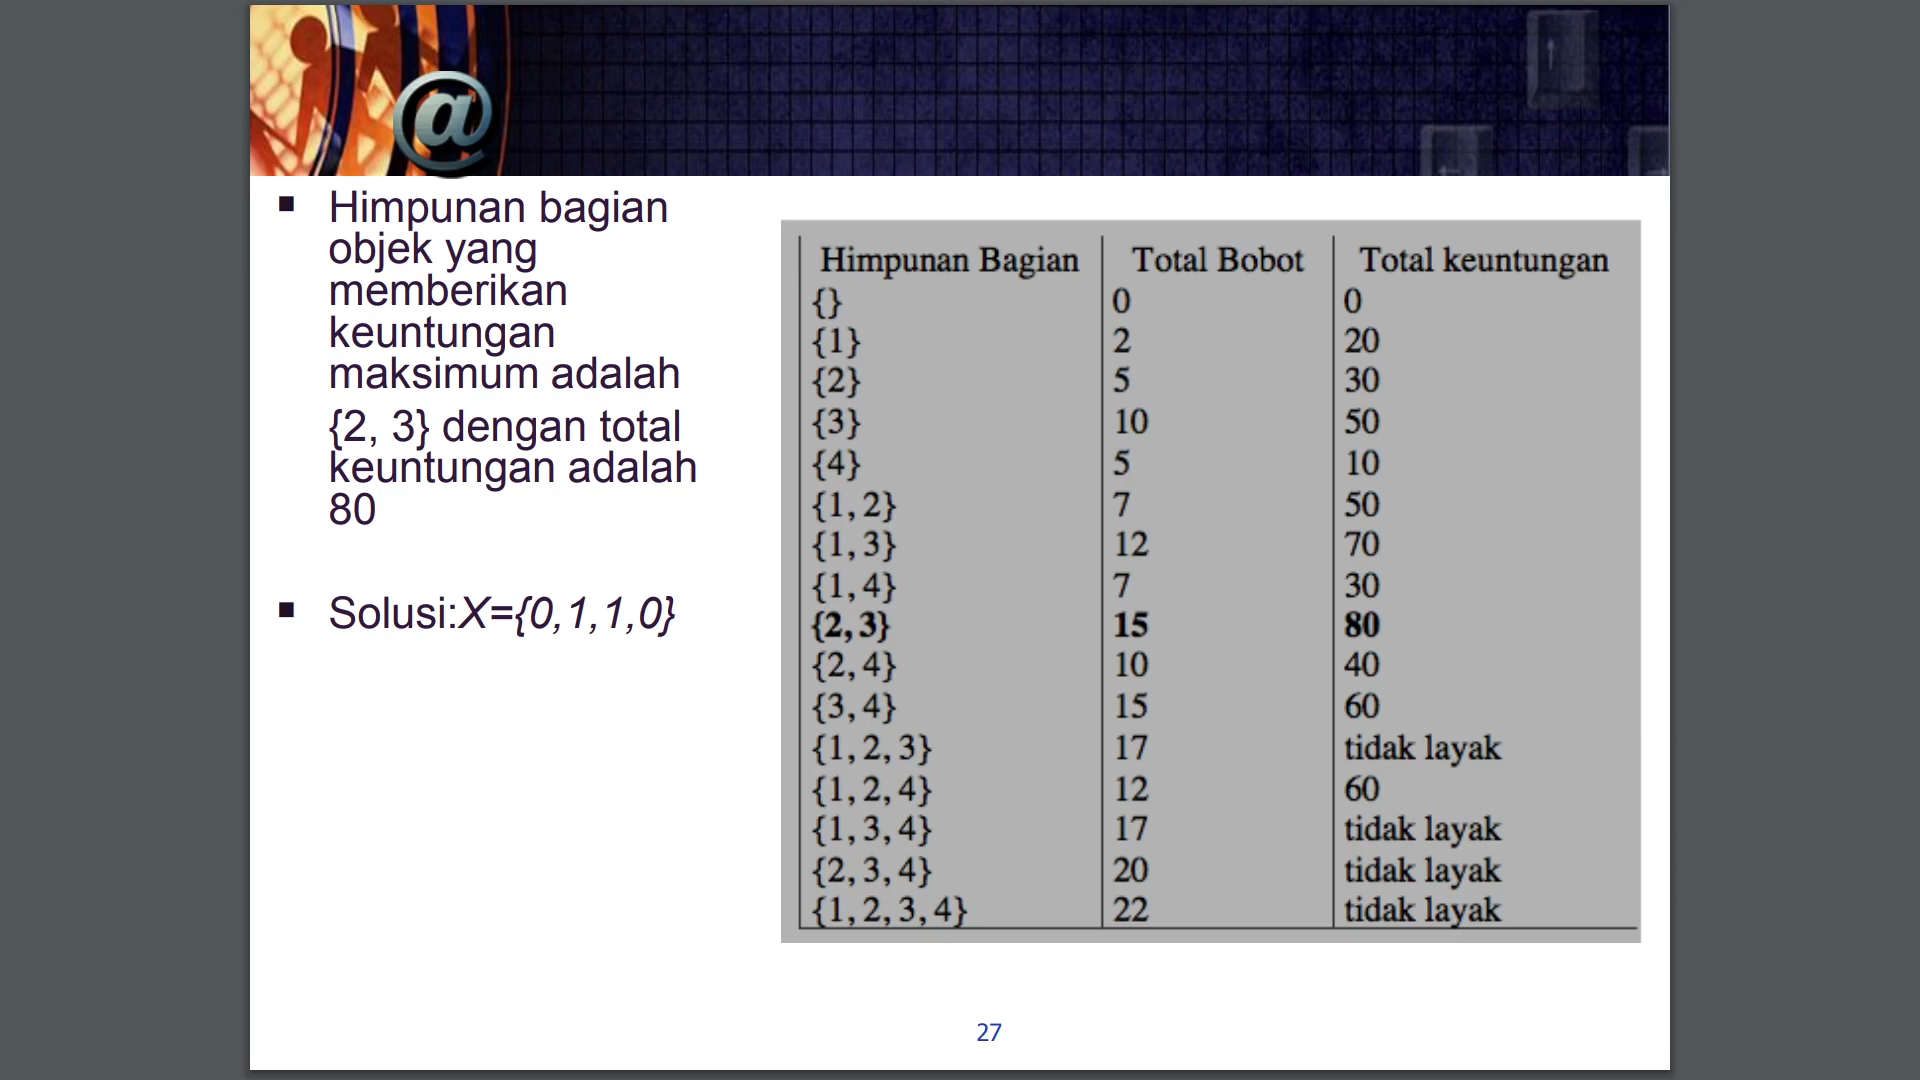 @
▪ Himpunan bagian
objek yang
memberikan
keuntungan
maksimum adalah
{2, 3} dengan total
keuntungan adalah
80
▪ Solusi:X={0,1,1,0}
Himpunan Bagian Total Bobot Total keuntungan
{} 0 0
{1} 2 20
{2} 5 30
{3} 10 50
{4} 5 10
{1, 2} 7 50
{1, 3} 12 70
{1, 4} 7 30
{2, 3} 15 80
{2, 4} 10 40
{3, 4} 15 60
{1, 2, 3} 17 tidak layak
{1, 2, 4} 12 60
{1, 3, 4} 17 tidak layak
{2, 3, 4} 20 tidak layak
{1, 2, 3, 4} 22 tidak layak
27